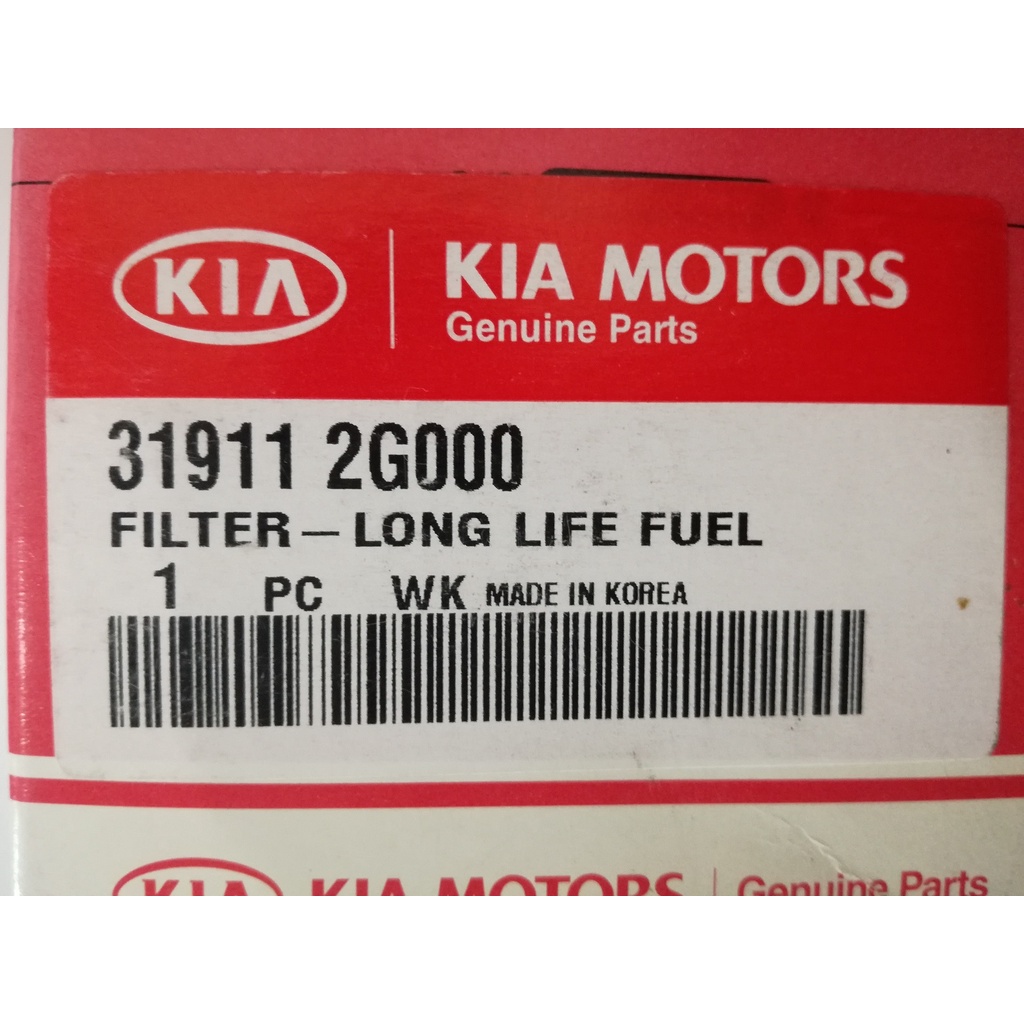 KIA
KIA MOTORS
Genuine Parts
31911 2G000
FILTER-LONG LIFE FUEL
1 PC WK MADE IN KOREA
KIA KIA MOTORS Genuine Parts